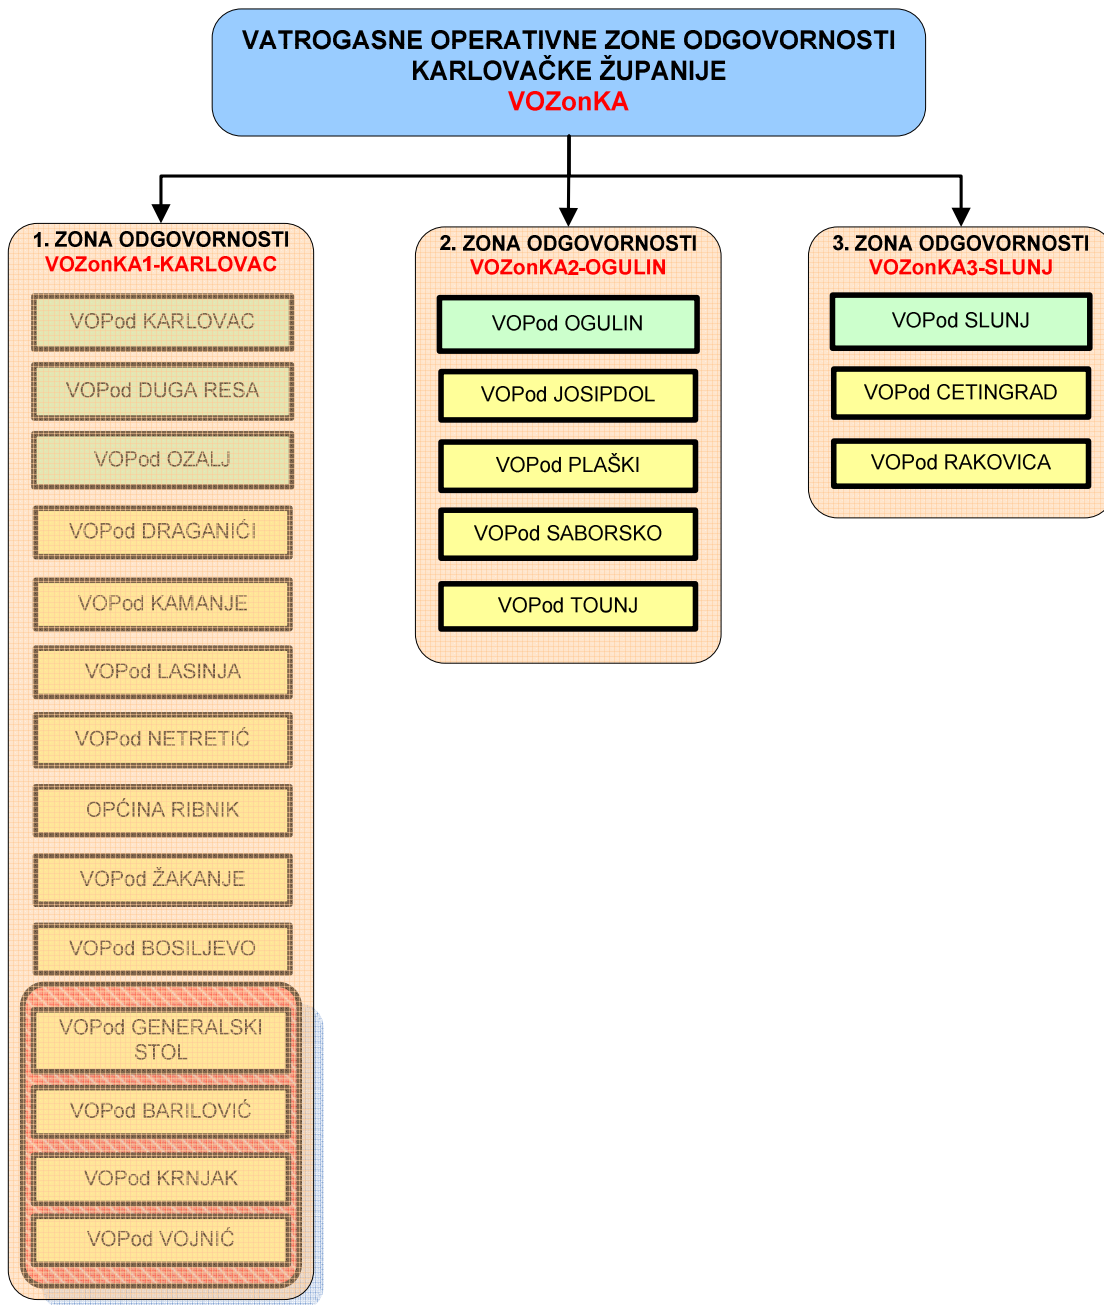 VATROGASNE OPERATIVNE ZONE ODGOVORNOSTI
KARLOVAČKE ŽUPANIJE
VOZonKA
1. ZONA ODGOVORNOSTI
VOZonKA1-KARLOVAC
VOPod KARLOVAC
VOPod DUGA RESA
VOPod OZALJ
VOPod DRAGANIĆI
VOPod KAMANJE
VOPod LASINJA
VOPod NETRETIĆ
OPĆINA RIBNIK
VOPod ŽAKANJE
VOPod BOSILJEVO
VOPod GENERALSKI
STOL
VOPod BARILOVIĆ
VOPod KRNJAK
VOPod VOJNIĆ
2. ZONA ODGOVORNOSTI
VOZonKA2-OGULIN
VOPod OGULIN
VOPod JOSIPDOL
VOPod PLAŠKI
VOPod SABORSKO
VOPod TOUNJ
3. ZONA ODGOVORNOSTI
VOZonKA3-SLUNJ
VOPod SLUNJ
VOPod CETINGRAD
VOPod RAKOVICA